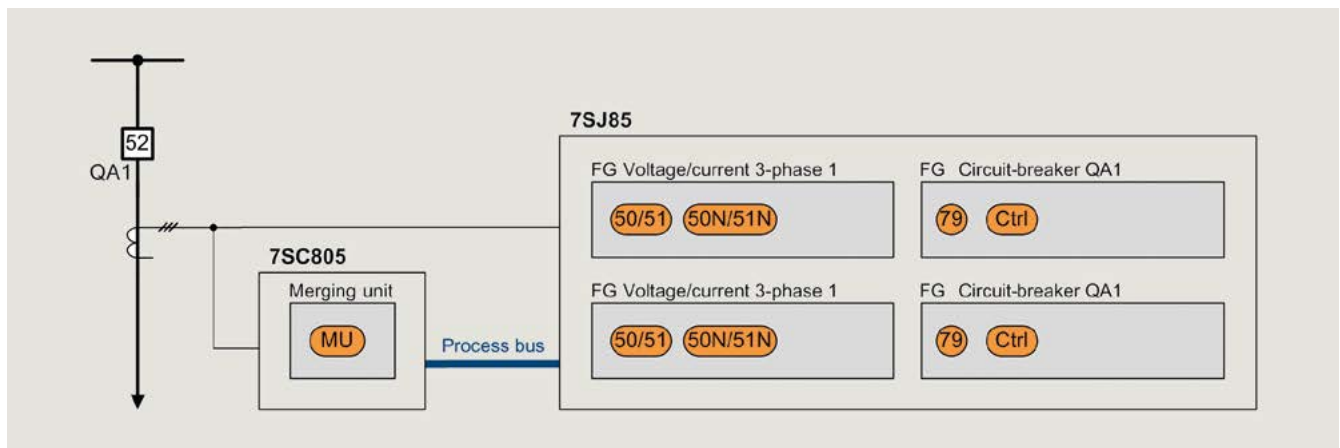 52
QA1
7SC805
Merging unit
MU
Process bus
7SJ85
FG Voltage/current 3-phase 1
50/51 50N/51N
FG Circuit-breaker QA1
79 Ctrl
FG Voltage/current 3-phase 1
50/51 50N/51N
FG Circuit-breaker QA1
79 Ctrl